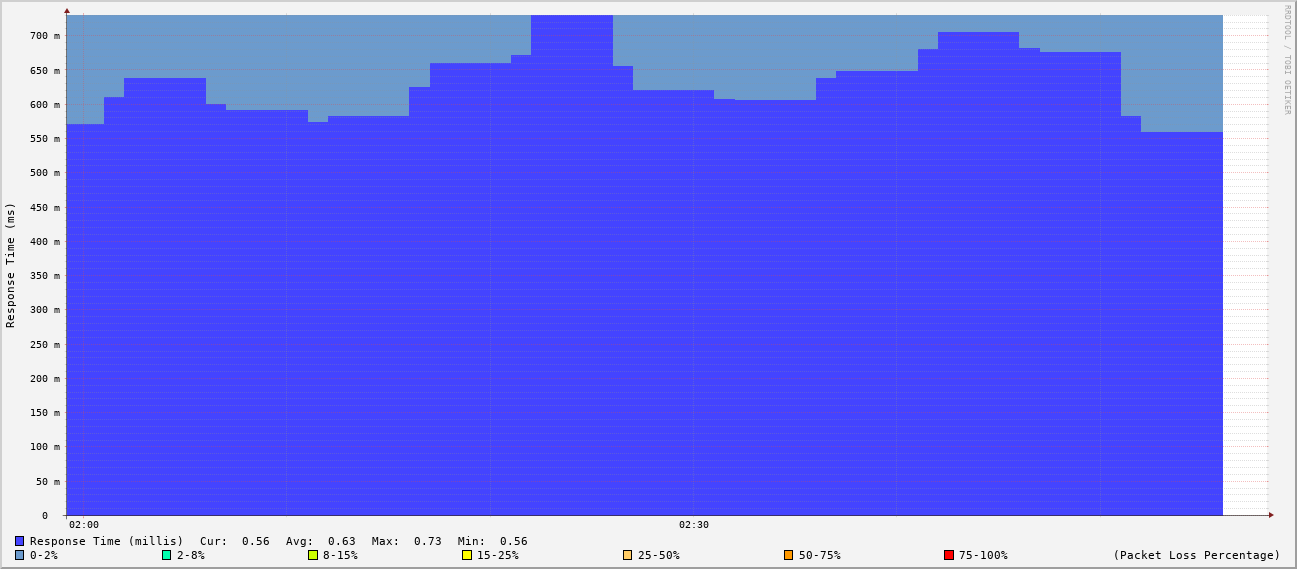 RRDTOOL / TOBI OETIKER
Response Time (ms)
700 m
650 m
600 m
550 m
500 m
450 m
400 m
350 m
300 m
250 m
200 m
150 m
100 m
50 m
0
02:00 02:30
Response Time (millis) Cur: 0.56 Avg: 0.63 Max: 0.73 Min: 0.56
0-2% 2-8% 8-15% 15-25% 25-50% 50-75% 75-100% (Packet Loss Percentage)